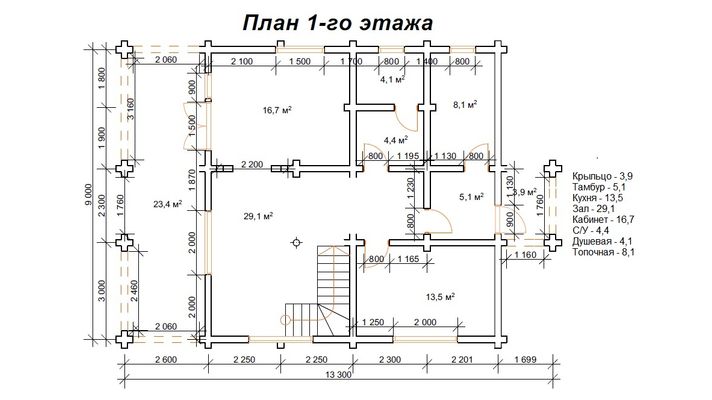 План 1-го этажа
2 060
2 100
1 500
1 700
800
1 400
800
1 800
900
3 160
1 900
1 500
16,7 м²
4,1 м²
8,1 м²
4,4 м²
800
1 195
1 130
800
2 200
1 870
9 000
2 300
1 760
23,4 м²
2 000
29,1 м²
1 230
800
5,1 м²
1 130
3,9 м²
900
1 760
1 160
Крыльцо - 3,9
Тамбур - 5,1
Кухня - 13,5
Зал - 29,1
Кабинет - 16,7
С/У - 4,4
Душевая - 4,1
Топочная - 8,1
800
1 165
3 000
2 460
2 000
13,5 м²
2 060
1 250
2 000
2 600
2 250
2 250
2 300
2 201
1 699
13 300